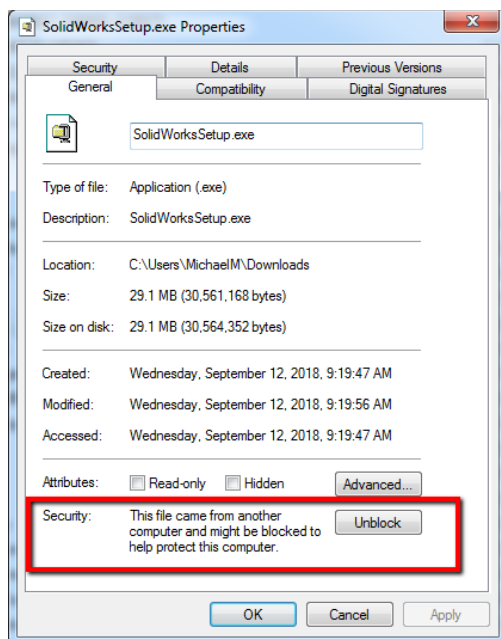 SolidWorksSetup.exe Properties
Security Details Previous Versions
General Compatibility Digital Signatures
SolidWorksSetup.exe
Type of file: Application (.exe)
Description: SolidWorksSetup.exe
Location: C:\Users\MichaelM\Downloads
Size: 29.1 MB (30,561,168 bytes)
Size on disk: 29.1 MB (30,564,352 bytes)
Created: Wednesday, September 12, 2018, 9:19:47 AM
Modified: Wednesday, September 12, 2018, 9:19:56 AM
Accessed: Wednesday, September 12, 2018, 9:19:47 AM
Attributes: Read-only Hidden Advanced...
Security: This file came from another
computer and might be blocked to Unblock
help protect this computer.
OK Cancel Apply